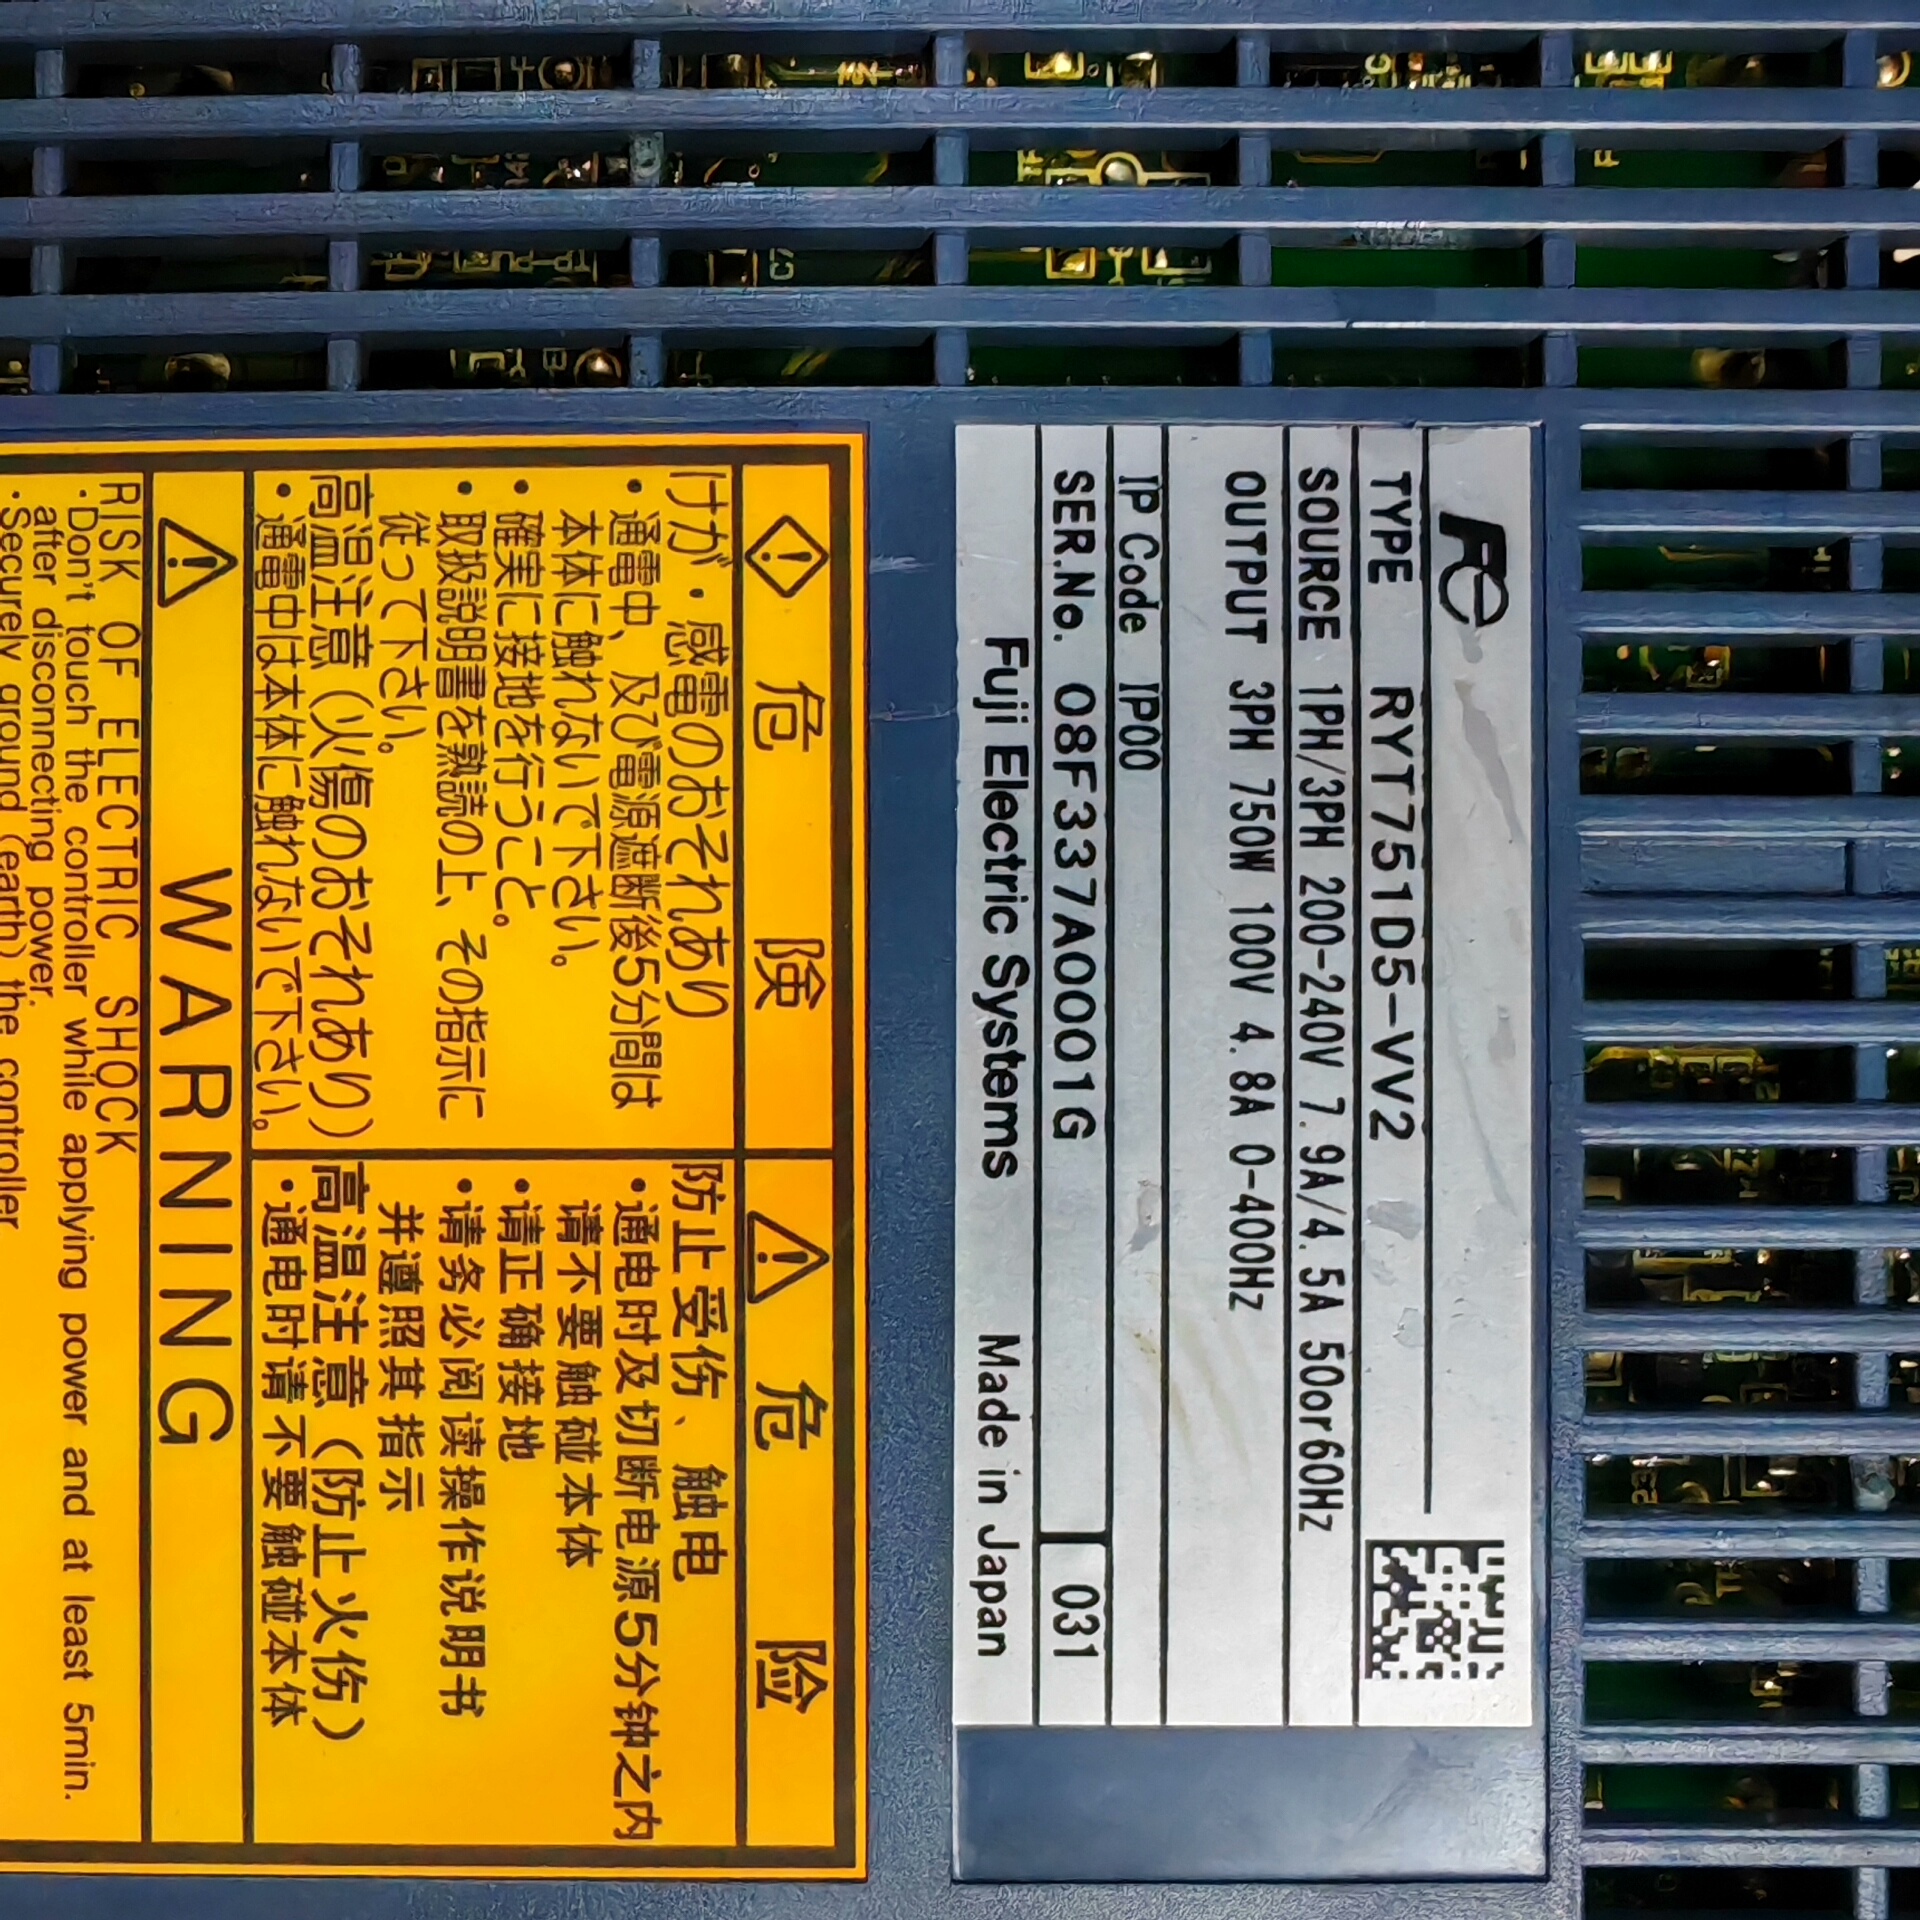 Fe
TYPE RYT751D5-VV2
SOURCE 1PH/3PH 200-240V 7.9A/4.5A 50or60Hz
OUTPUT 3PH 750W 100V 4.8A 0-400Hz
IP Code IP00
SER.No. 08F337A0001G 031
Fuji Electric Systems Made in Japan
危 険
けが・感電のおそれあり
・通電中、及び電源遮断後5分間は
本体に触れないで下さい。
・確実に接地を行うこと。
・取扱説明書を熟読の上、その指示に
従って下さい。
高温注意（火傷のおそれあり）
・通電中は本体に触れないで下さい。
危 险
防止受伤、触电
・通电时及切断电源5分钟之内
请不要触碰本体
・请正确接地
・请务必阅读操作说明书
并遵照其指示
高温注意（防止火伤）
・通电时请不要触碰本体
WARNING
RISK OF ELECTRIC SHOCK
・Don't touch the controller while applying power and at least 5min.
after disconnecting power.
・Securely ground (earth) the controller